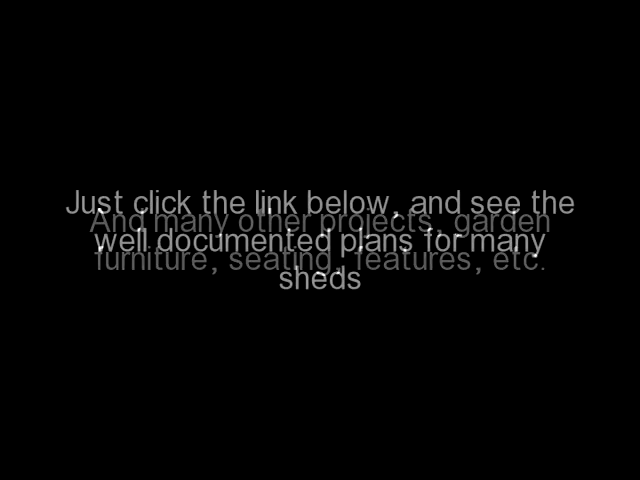 Just click the link below, and see the
And many other projects, garden
well documented plans for many
furniture, seating, features, etc.
sheds